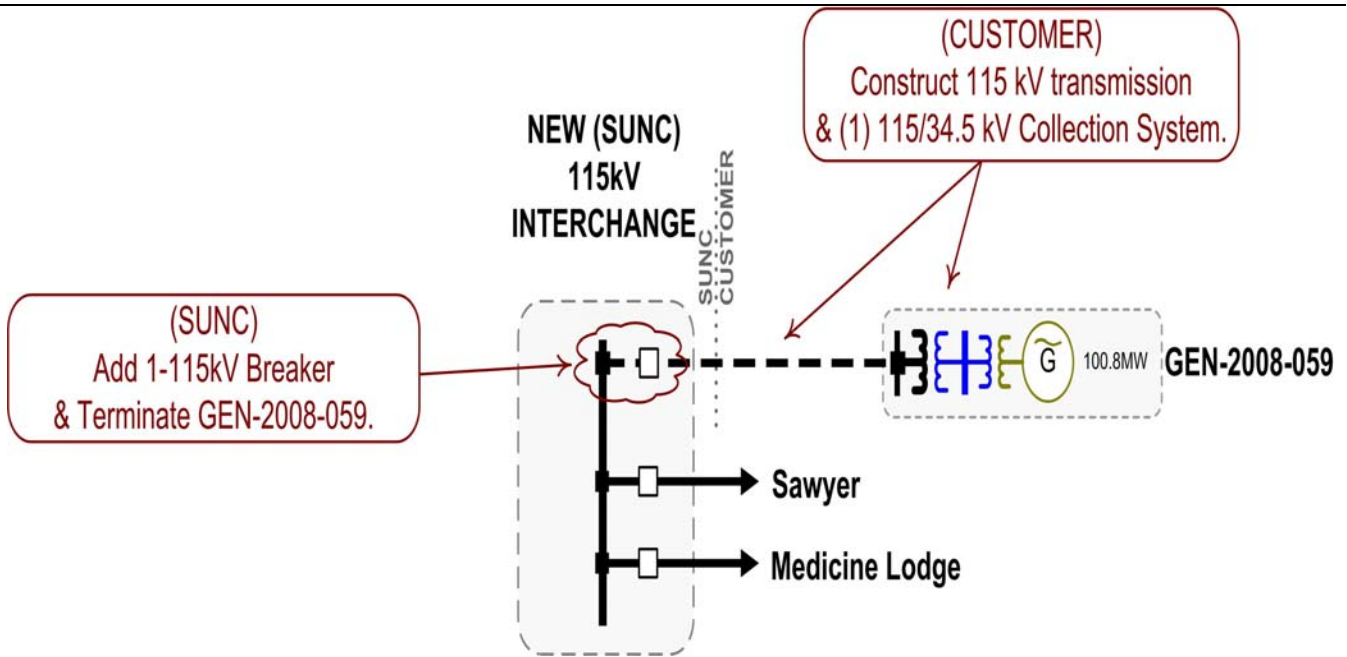 (CUSTOMER)
Construct 115 kV transmission
& (1) 115/34.5 kV Collection System.
NEW (SUNC)
115kV
INTERCHANGE
SUNC
CUSTOMER
(SUNC)
Add 1-115kV Breaker
& Terminate GEN-2008-059.
G
100.8MW
GEN-2008-059
Sawyer
Medicine Lodge